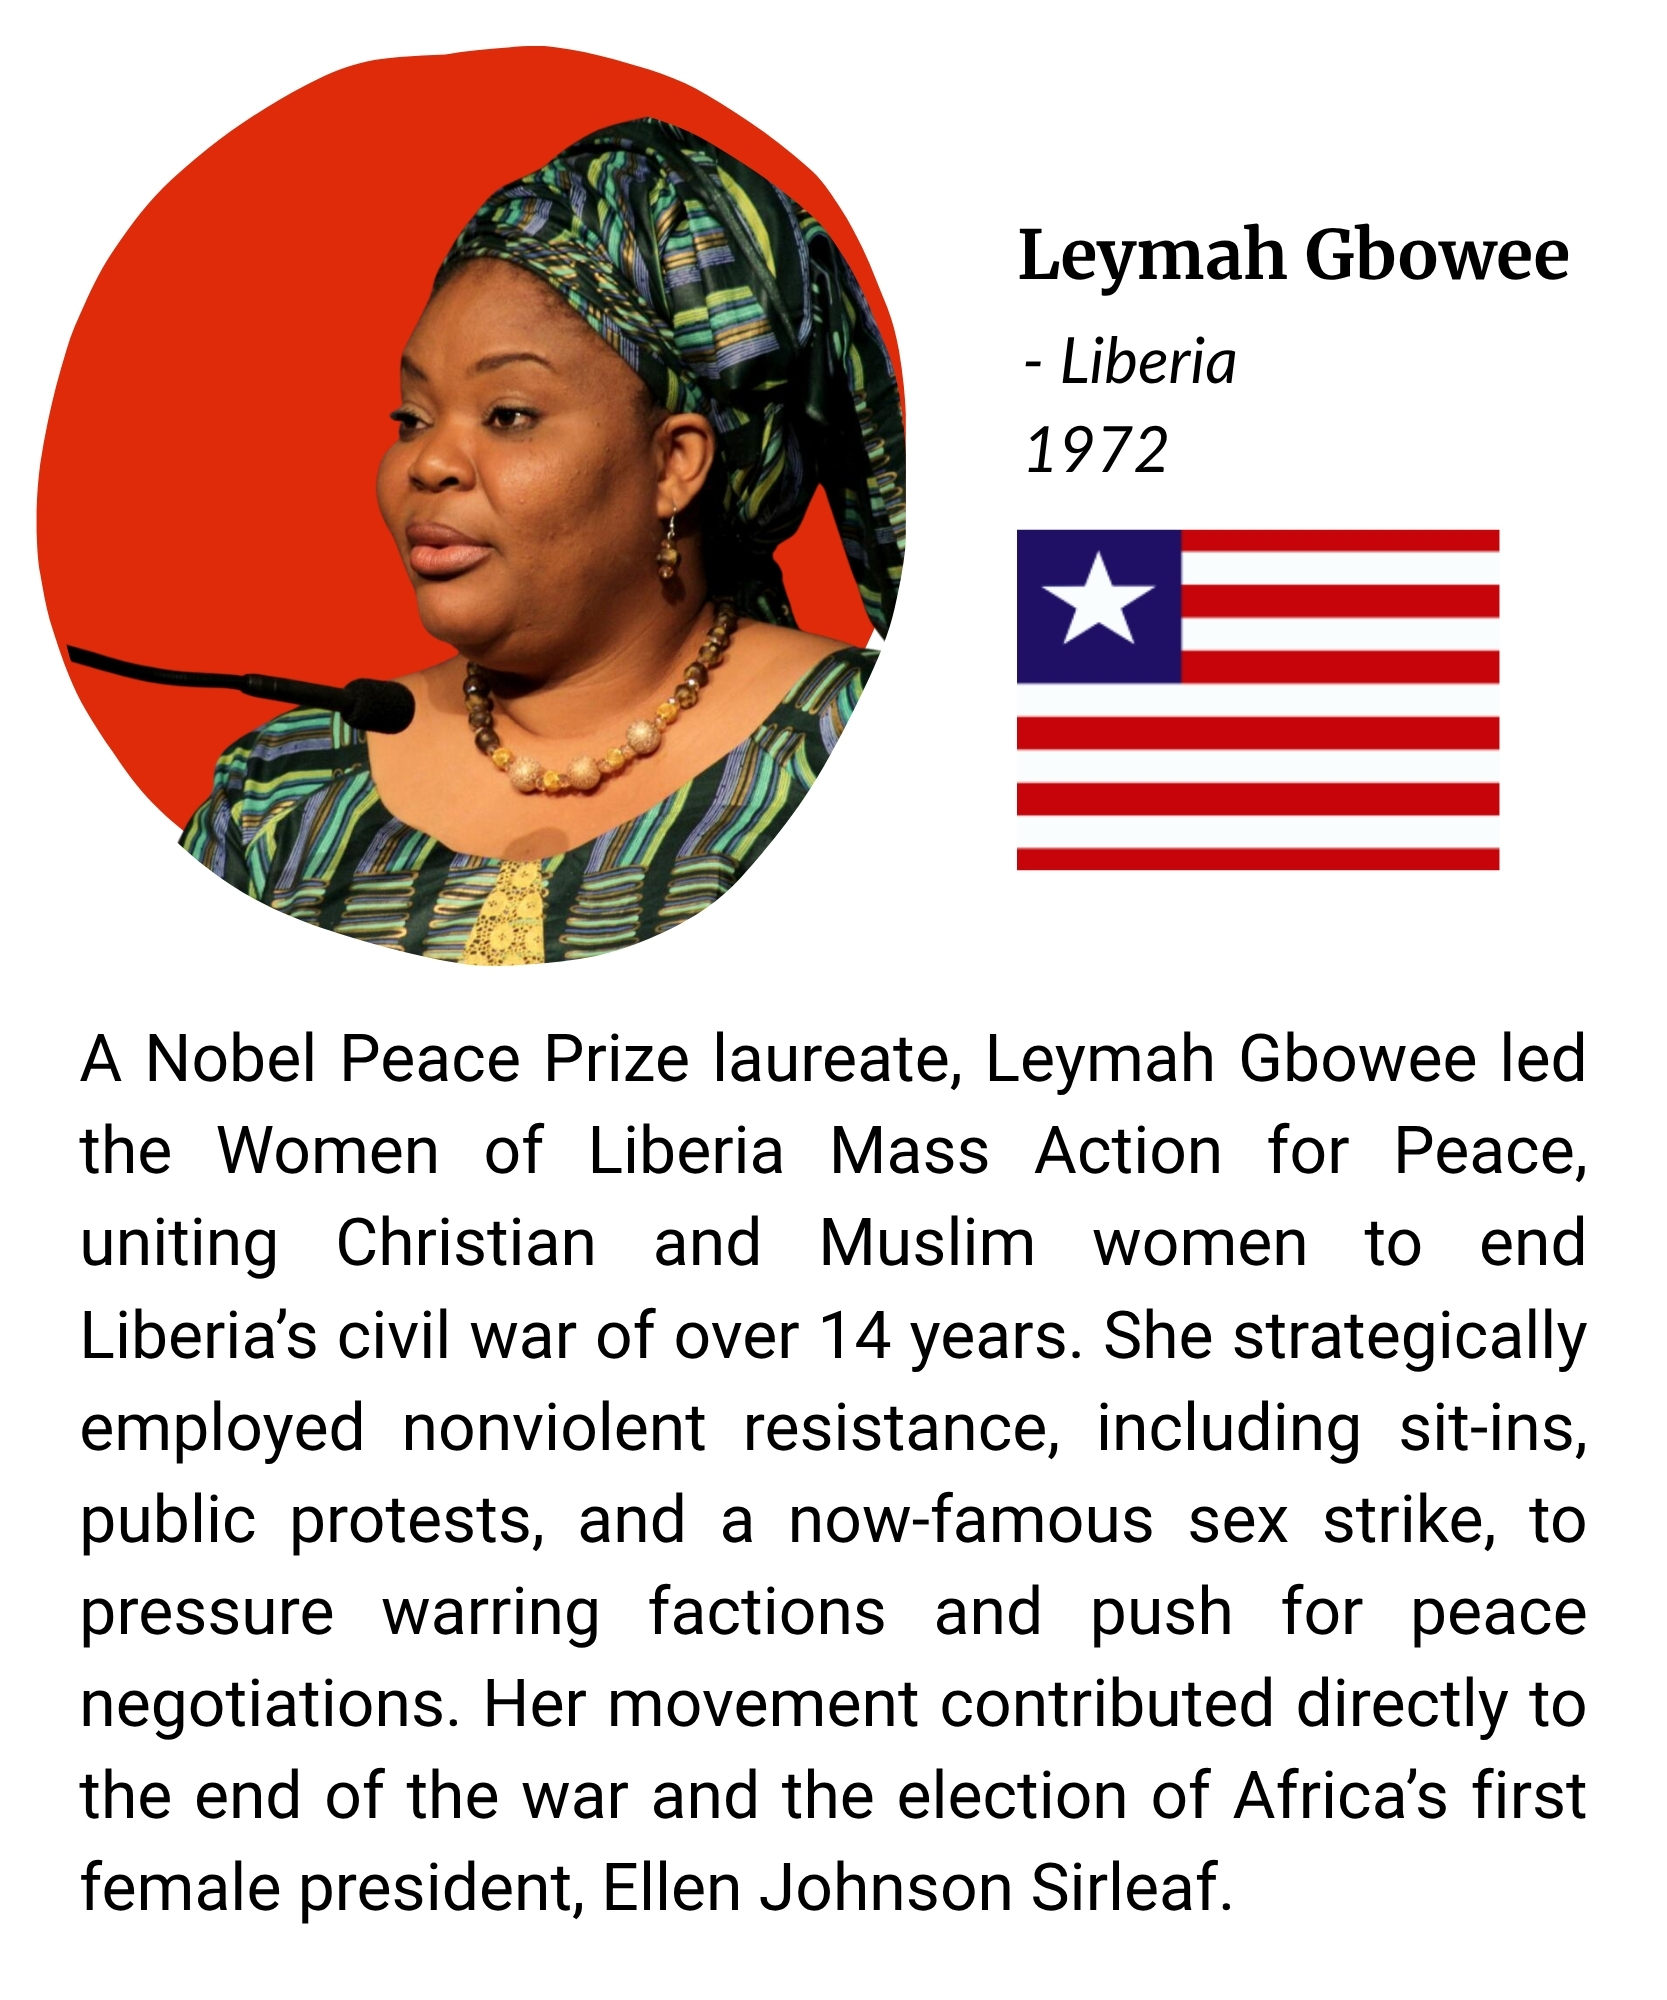 Leymah Gbowee
- Liberia
1972
A Nobel Peace Prize laureate, Leymah Gbowee led
the Women of Liberia Mass Action for Peace,
uniting Christian and Muslim women to end
Liberia’s civil war of over 14 years. She strategically
employed nonviolent resistance, including sit-ins,
public protests, and a now-famous sex strike, to
pressure warring factions and push for peace
negotiations. Her movement contributed directly to
the end of the war and the election of Africa’s first
female president, Ellen Johnson Sirleaf.